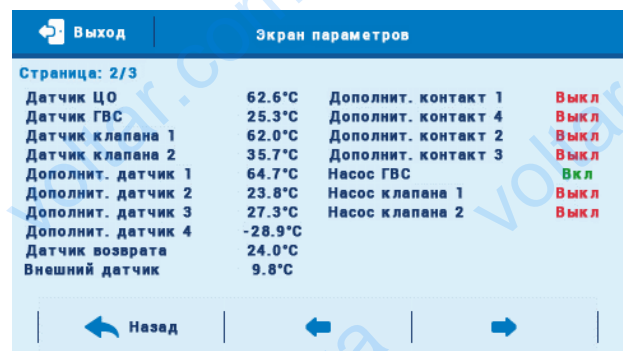 Выход
Экран параметров
Страница: 2/3
Датчик ЦО 62.6°C Дополнит. контакт 1 Выкл
Датчик ГВС 25.3°C Дополнит. контакт 4 Выкл
Датчик клапана 1 62.0°C Дополнит. контакт 2 Выкл
Датчик клапана 2 35.7°C Дополнит. контакт 3 Выкл
Дополнит. датчик 1 64.7°C Насос ГВС Вкл
Дополнит. датчик 2 23.8°C Насос клапана 1 Выкл
Дополнит. датчик 3 27.3°C Насос клапана 2 Выкл
Дополнит. датчик 4 -28.9°C
Датчик возврата 24.0°C
Внешний датчик 9.8°C
Назад
voltar.com
voltar